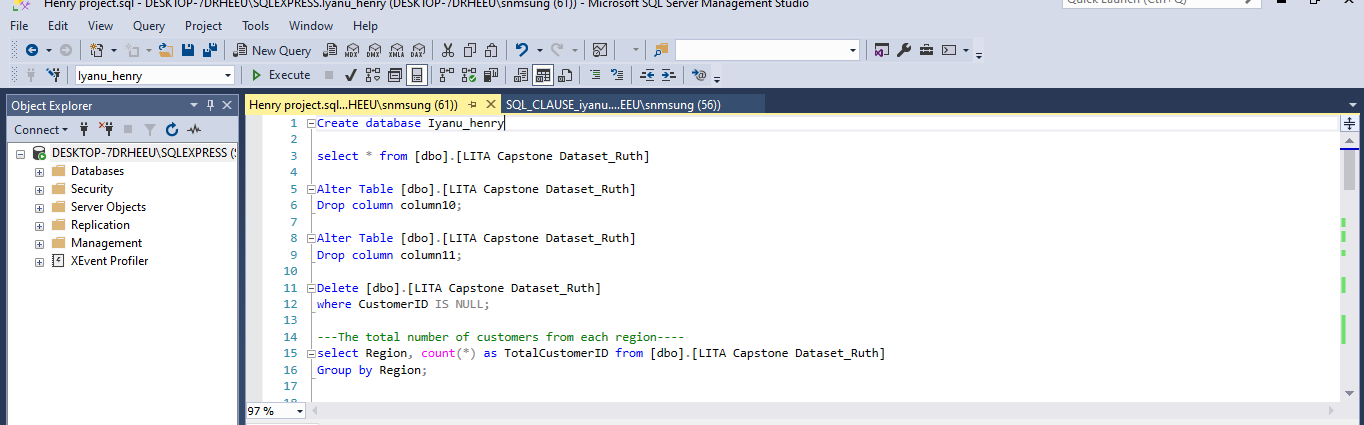 Henry project.sql - DESKTOP-7DRHEEU\SQLEXPRESS.Iyanu_henry (DESKTOP-7DRHEEU\snmsung (61)) - Microsoft SQL Server Management Studio
Quick Launch (Ctrl+Q)
File Edit View Query Project Tools Window Help
New Query MDX DMX XMLA DAX
Iyanu_henry Execute
Object Explorer
Henry project.sql...HEEU\snmsung (61)) SQL_CLAUSE_iyanu....EEU\snmsung (56))
Connect
DESKTOP-7DRHEEU\SQLEXPRESS (S
Databases
Security
Server Objects
Replication
Management
XEvent Profiler
1 Create database Iyanu_henry
2
3 select * from [dbo].[LITA Capstone Dataset_Ruth]
4
5 Alter Table [dbo].[LITA Capstone Dataset_Ruth]
6 Drop column column10;
7
8 Alter Table [dbo].[LITA Capstone Dataset_Ruth]
9 Drop column column11;
10
11 Delete [dbo].[LITA Capstone Dataset_Ruth]
12 where CustomerID IS NULL;
13
14 ---The total number of customers from each region----
15 select Region, count(*) as TotalCustomerID from [dbo].[LITA Capstone Dataset_Ruth]
16 Group by Region;
17
97 %